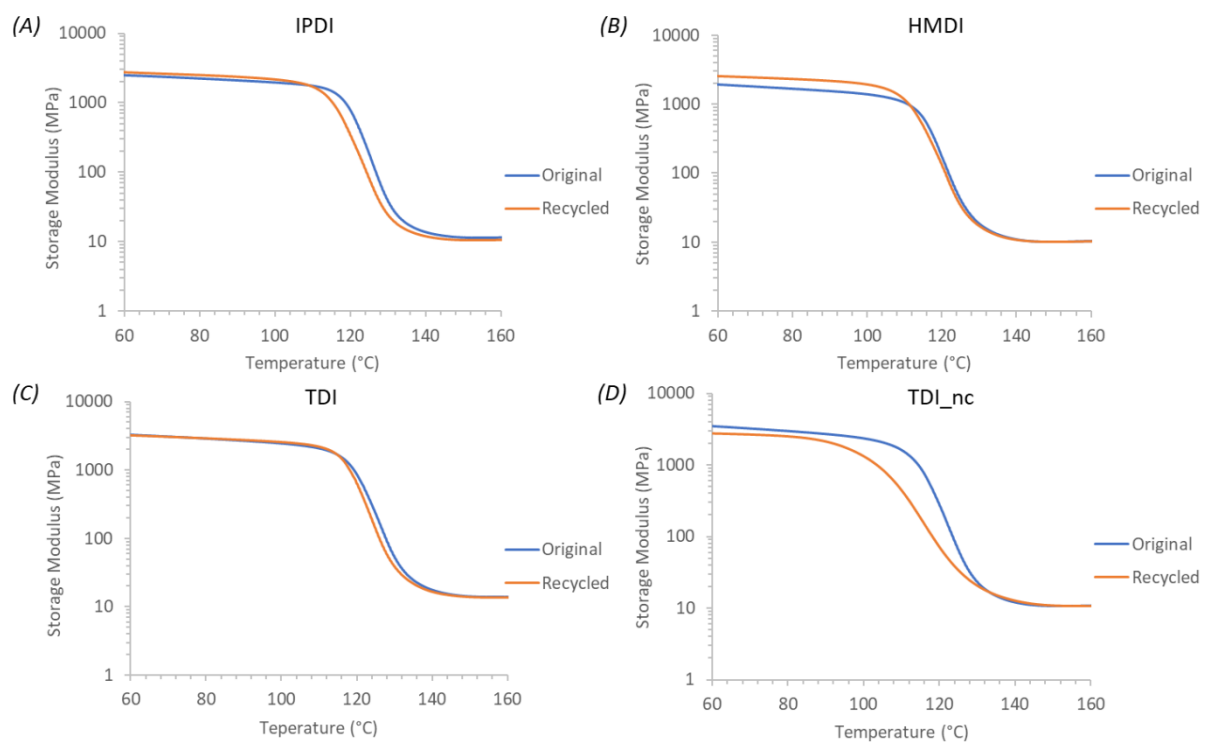 (A) IPDI
10000
1000
100
10
1
Storage Modulus (MPa)
60 80 100 120 140 160
Temperature (°C)
Original
Recycled
(B) HMDI
10000
1000
100
10
1
Storage Modulus (MPa)
60 80 100 120 140 160
Temperature (°C)
Original
Recycled
(C) TDI
10000
1000
100
10
1
Storage Modulus (MPa)
60 80 100 120 140 160
Teperature (°C)
Original
Recycled
(D) TDI_nc
10000
1000
100
10
1
Storage Modulus (MPa)
60 80 100 120 140 160
Temperature (°C)
Original
Recycled